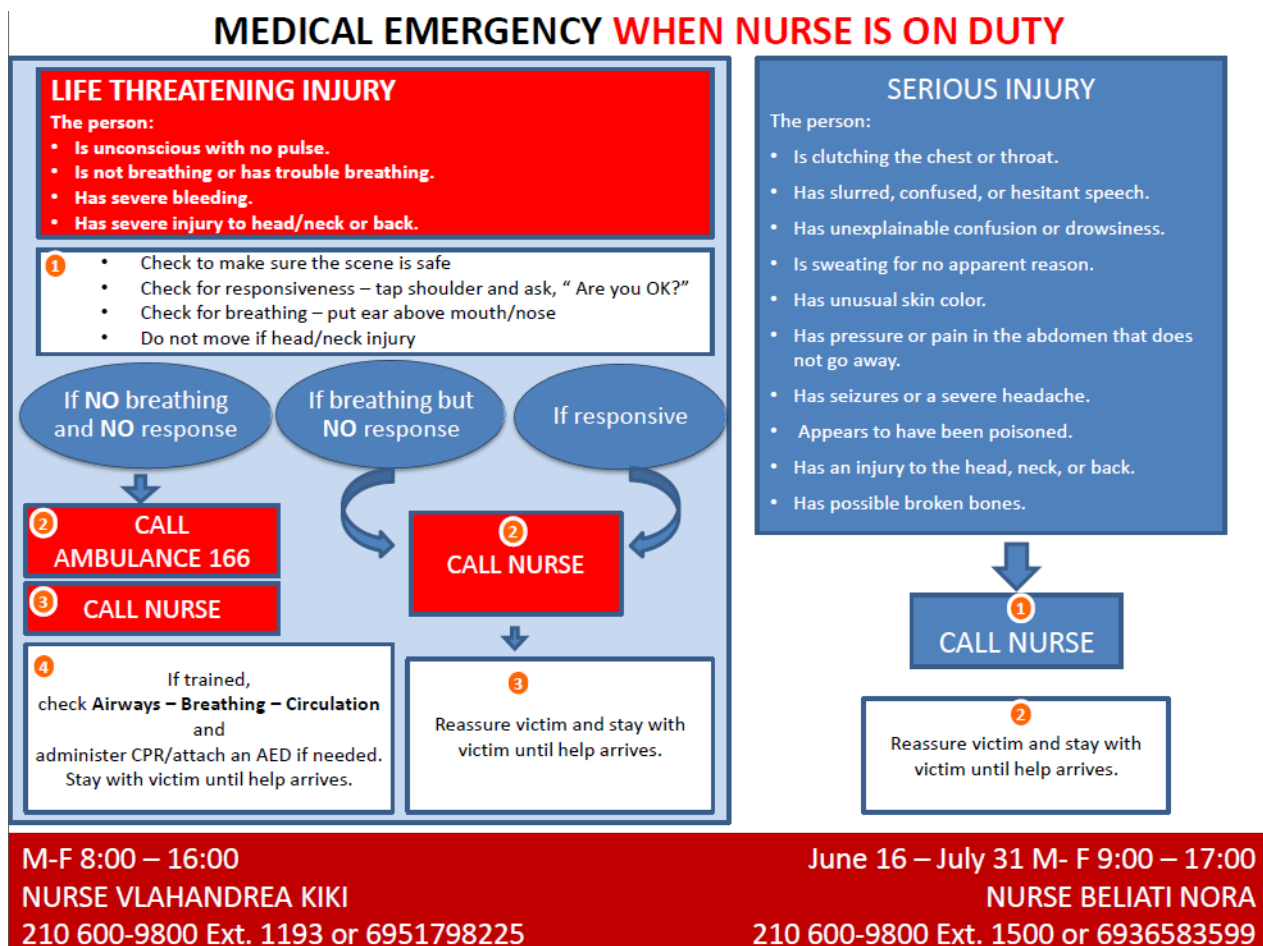 MEDICAL EMERGENCY WHEN NURSE IS ON DUTY
LIFE THREATENING INJURY
The person:
• Is unconscious with no pulse.
• Is not breathing or has trouble breathing.
• Has severe bleeding.
• Has severe injury to head/neck or back.
1
• Check to make sure the scene is safe
• Check for responsiveness – tap shoulder and ask, “ Are you OK?”
• Check for breathing – put ear above mouth/nose
• Do not move if head/neck injury
If NO breathing
and NO response
If breathing but
NO response
If responsive
2
CALL
AMBULANCE 166
3
CALL NURSE
4
If trained,
check Airways – Breathing – Circulation
and
administer CPR/attach an AED if needed.
Stay with victim until help arrives.
2
CALL NURSE
3
Reassure victim and stay with
victim until help arrives.
SERIOUS INJURY
The person:
• Is clutching the chest or throat.
• Has slurred, confused, or hesitant speech.
• Has unexplainable confusion or drowsiness.
• Is sweating for no apparent reason.
• Has unusual skin color.
• Has pressure or pain in the abdomen that does
not go away.
• Has seizures or a severe headache.
• Appears to have been poisoned.
• Has an injury to the head, neck, or back.
• Has possible broken bones.
1
CALL NURSE
2
Reassure victim and stay with
victim until help arrives.
M-F 8:00 – 16:00
NURSE VLAHANDREA KIKI
210 600-9800 Ext. 1193 or 6951798225
June 16 – July 31 M- F 9:00 – 17:00
NURSE BELIATI NORA
210 600-9800 Ext. 1500 or 6936583599